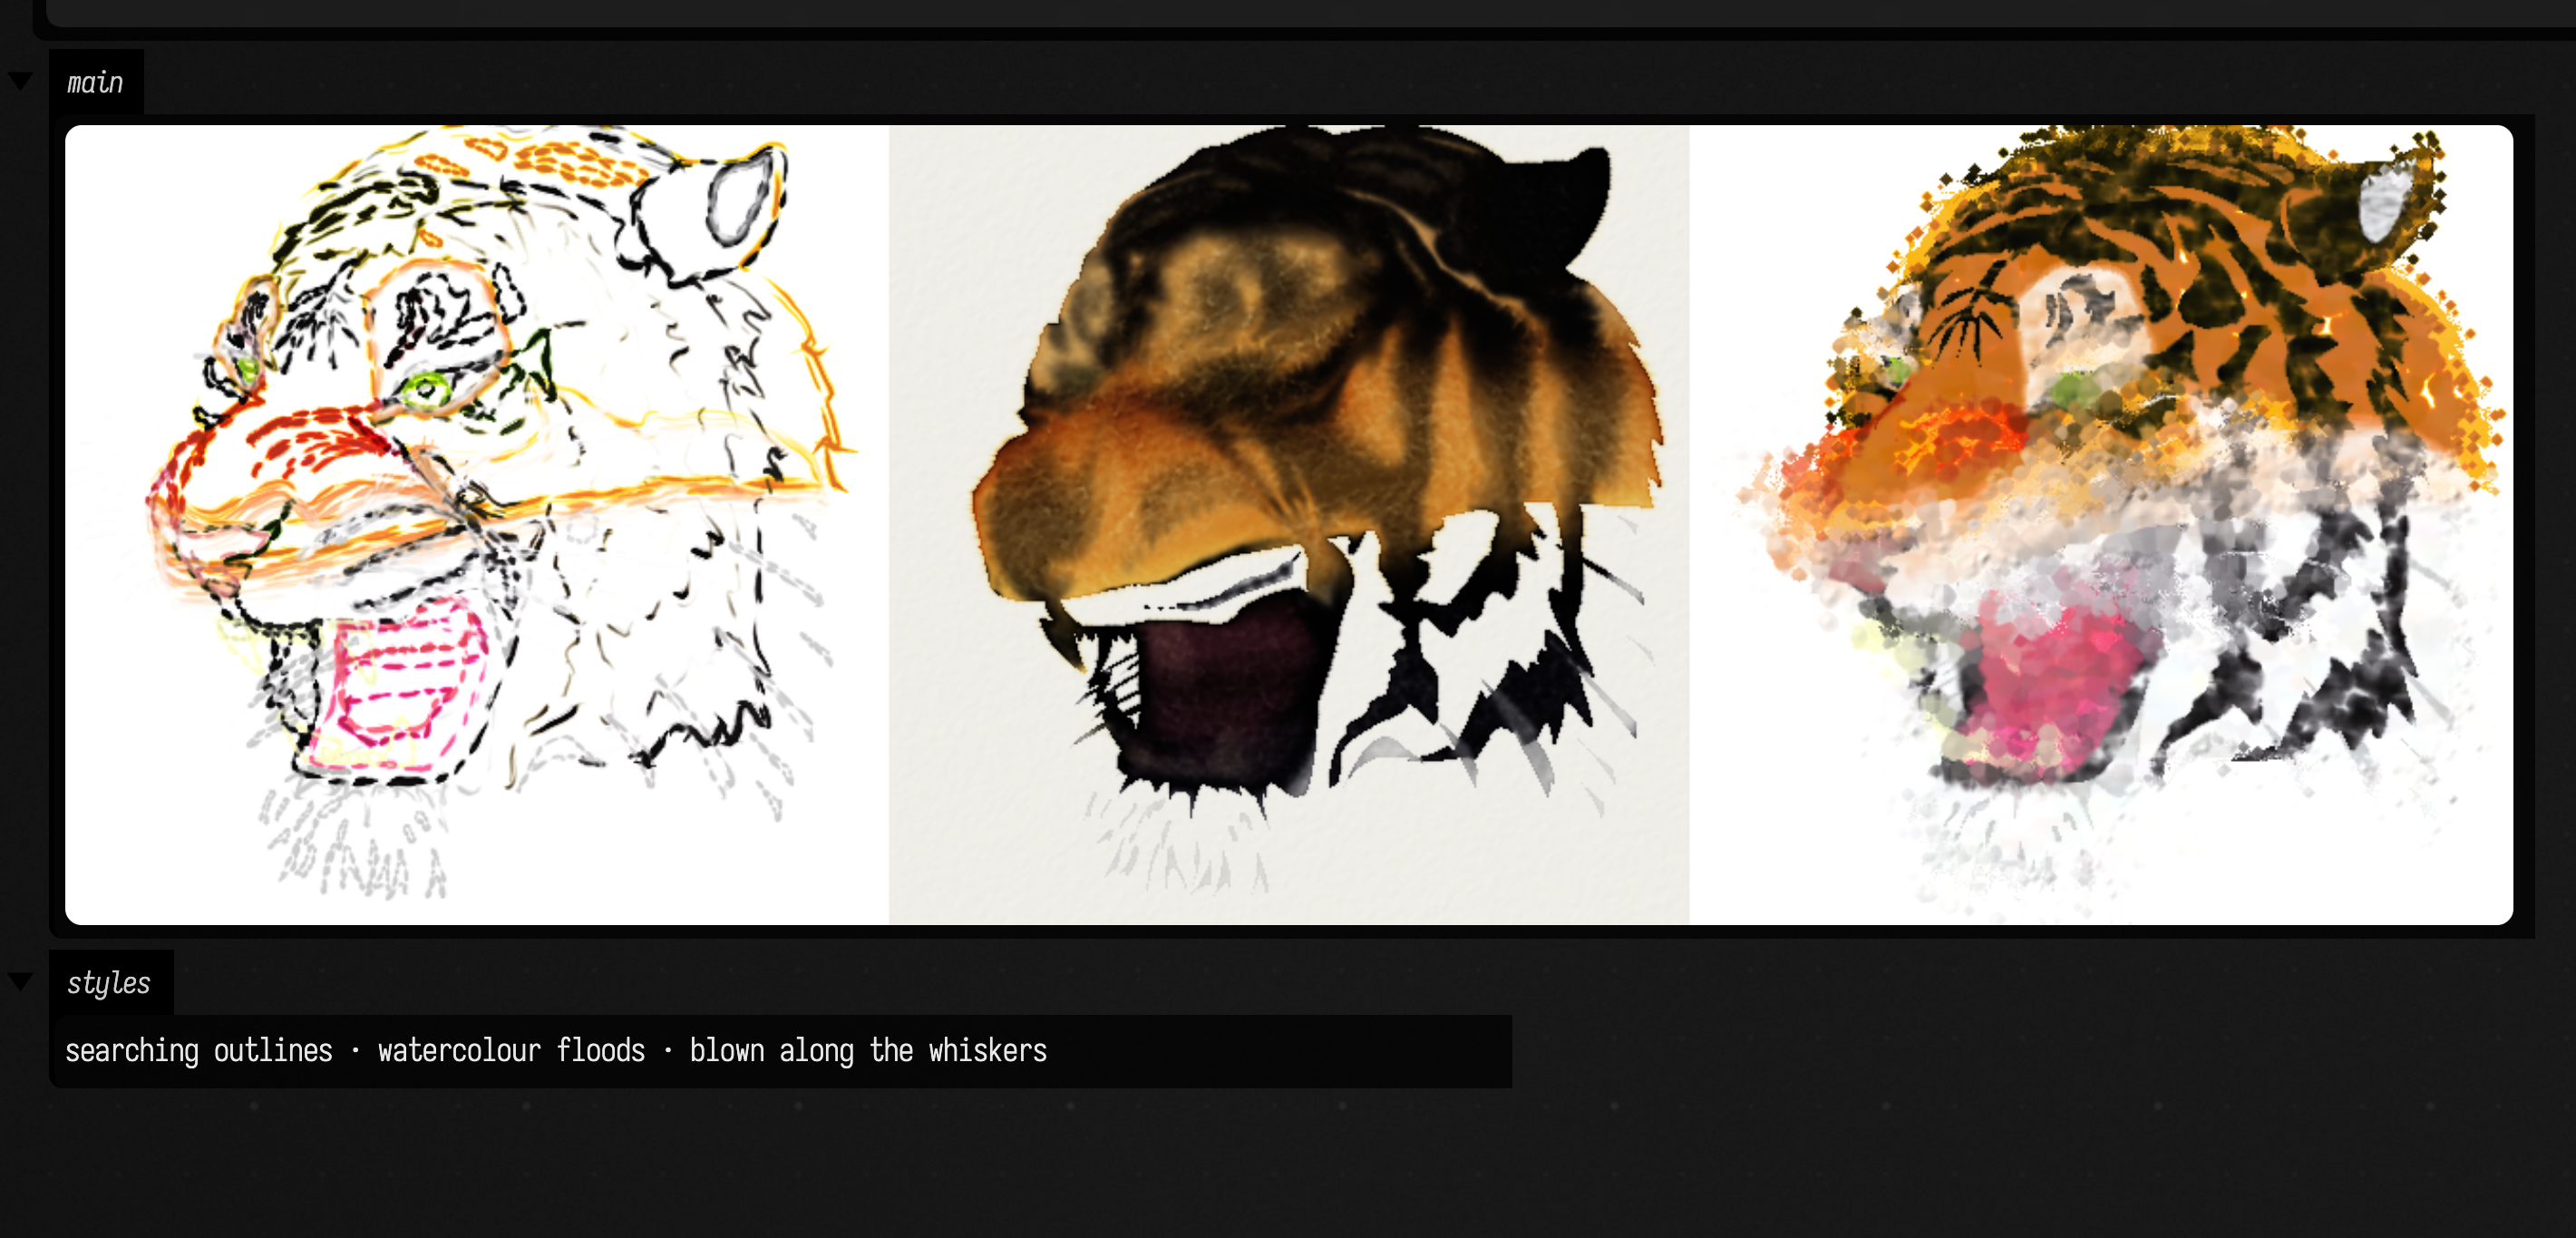 main
styles
searching outlines · watercolour floods · blown along the whiskers